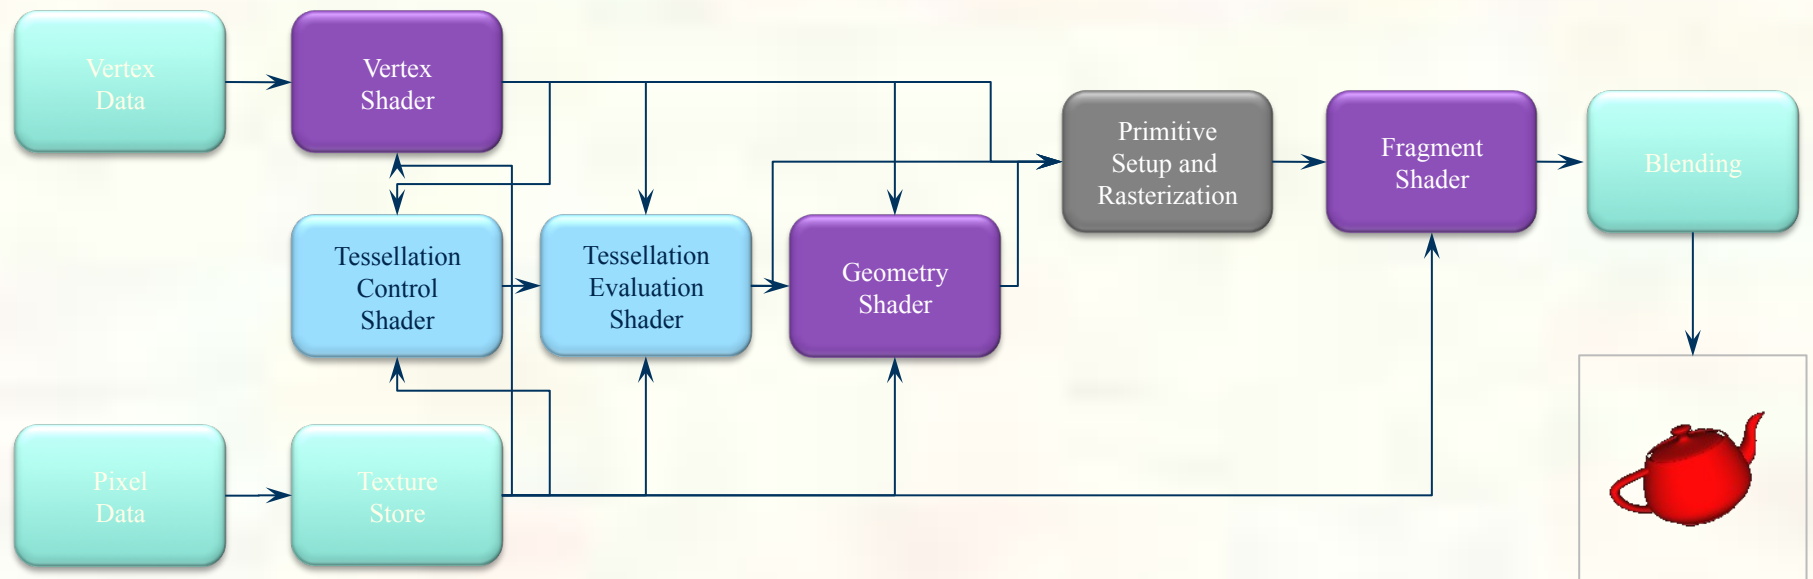 Vertex
Data
Vertex
Shader
Primitive
Setup and
Rasterization
Fragment
Shader
Blending
Tessellation
Control
Shader
Tessellation
Evaluation
Shader
Geometry
Shader
Pixel
Data
Texture
Store